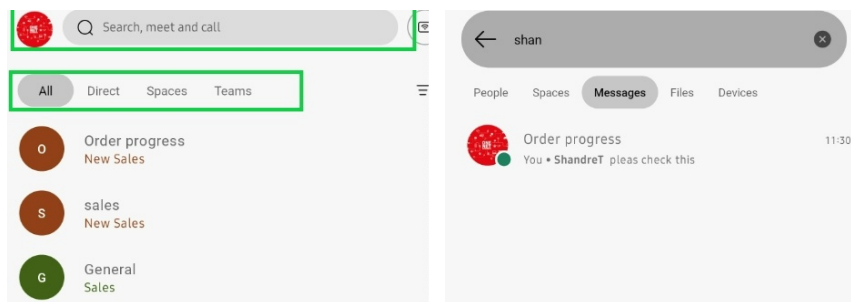 Search, meet and call
All Direct Spaces Teams
O
Order progress
New Sales
S
sales
New Sales
G
General
Sales
shan
People Spaces Messages Files Devices
Order progress 11:30
You • ShandreT pleas check this